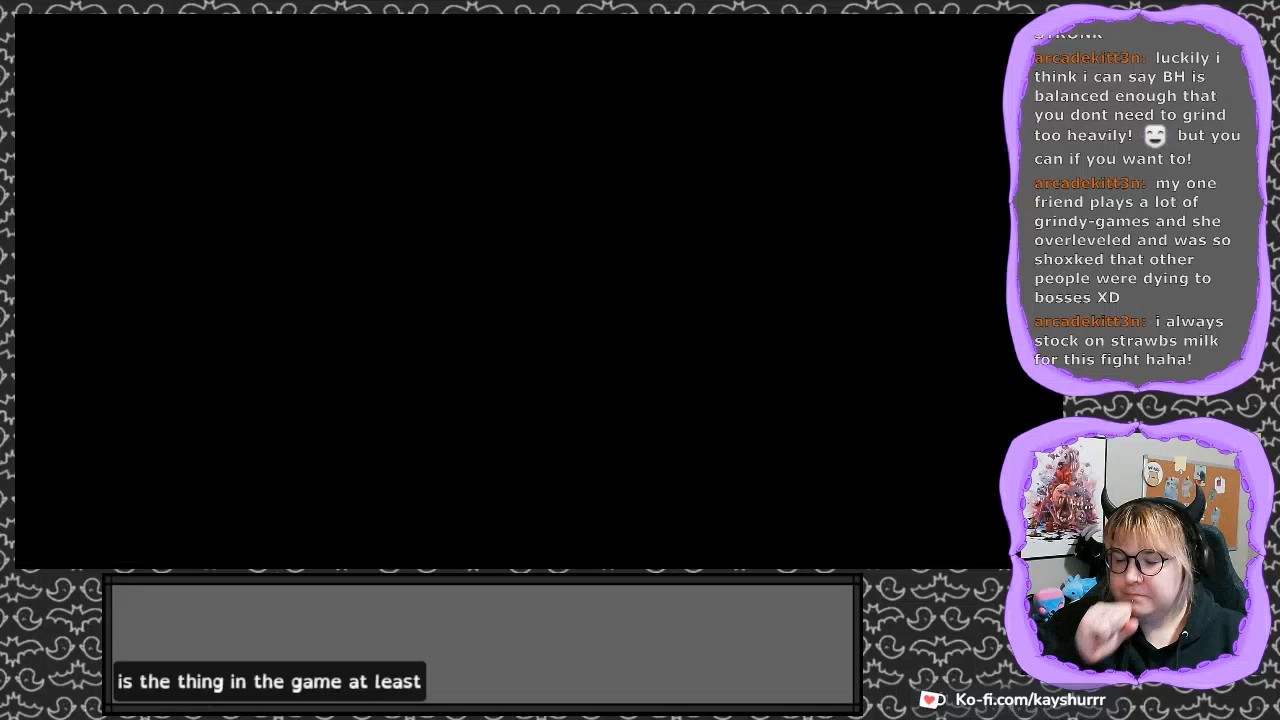 arcadekitt3n: luckily i
think i can say BH is
balanced enough that
you dont need to grind
too heavily! but you
can if you want to!
arcadekitt3n: my one
friend plays a lot of
grindy-games and she
overleveled and was so
shoxked that other
people were dying to
bosses XD
arcadekitt3n: i always
stock on strawbs milk
for this fight haha!
is the thing in the game at least
Ko-fi.com/kayshurrr